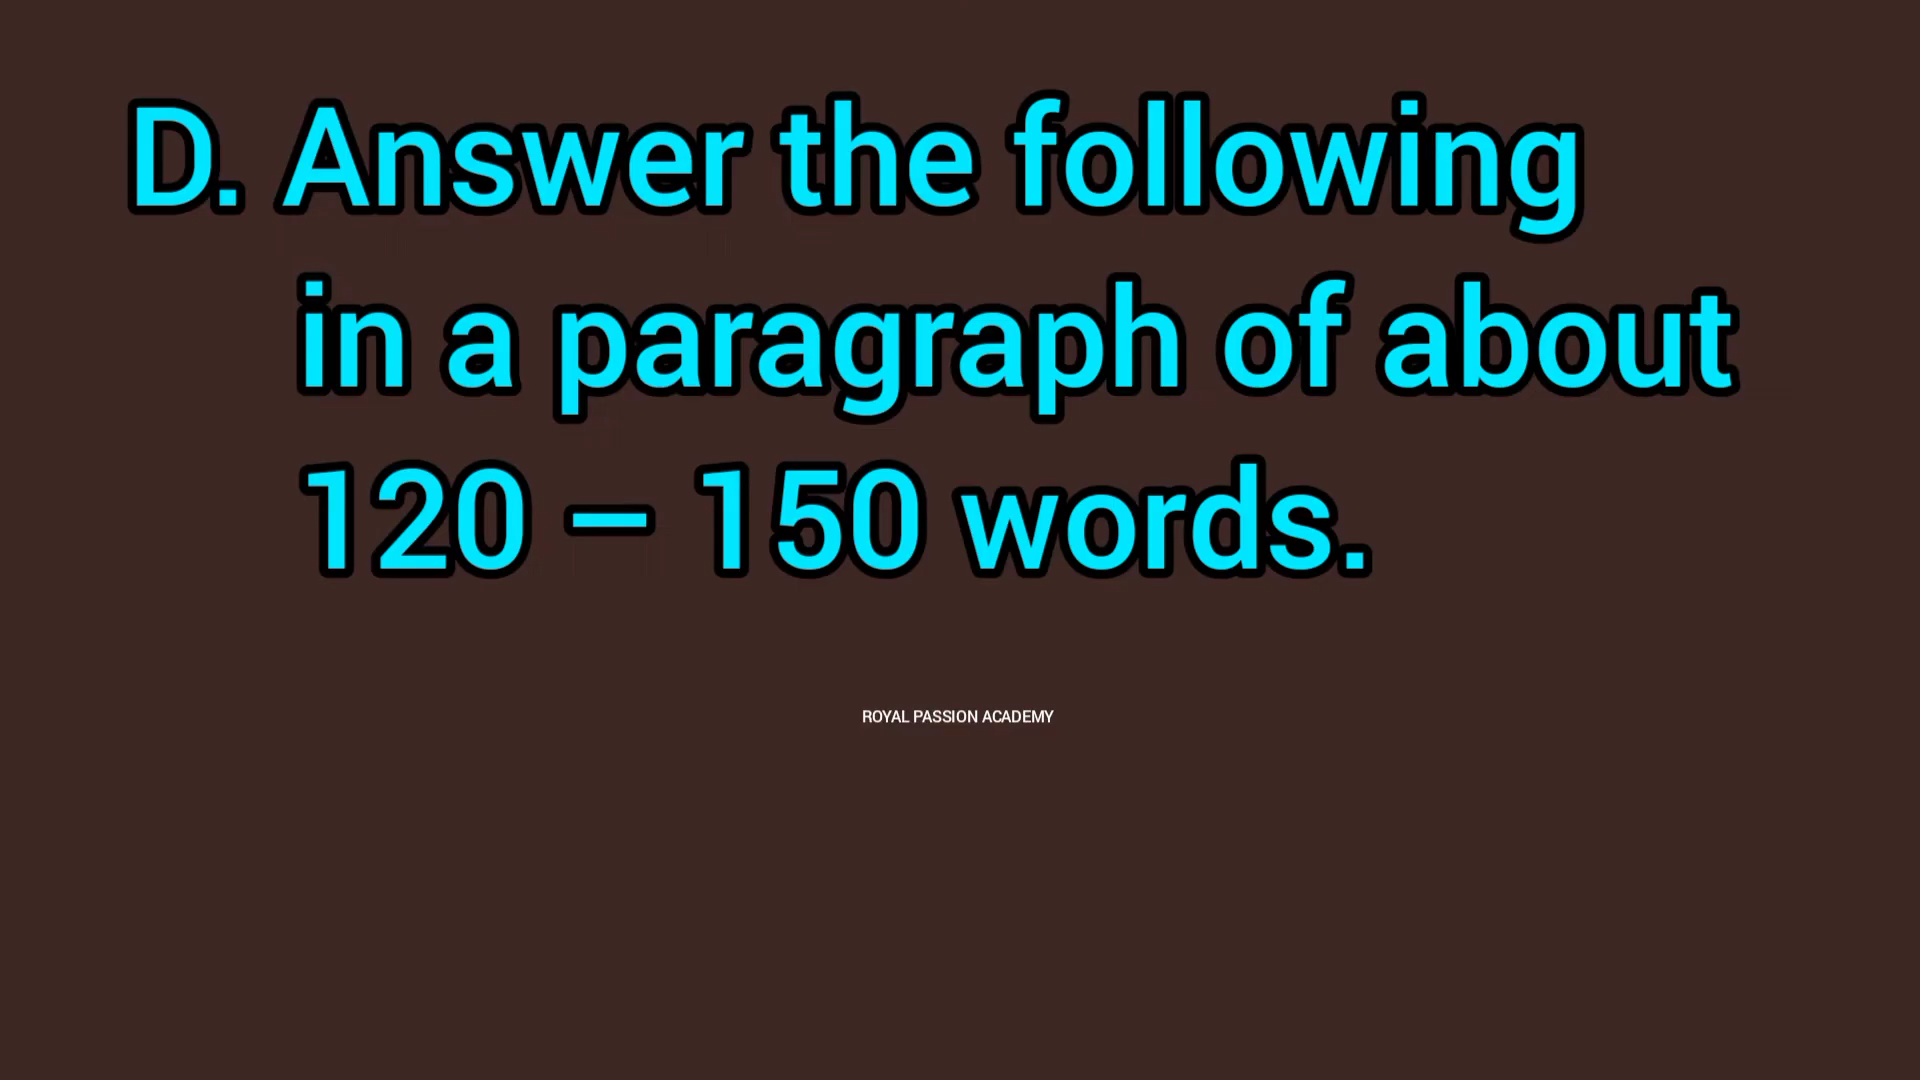 D. Answer the following
in a paragraph of about
120 – 150 words.
ROYAL PASSION ACADEMY